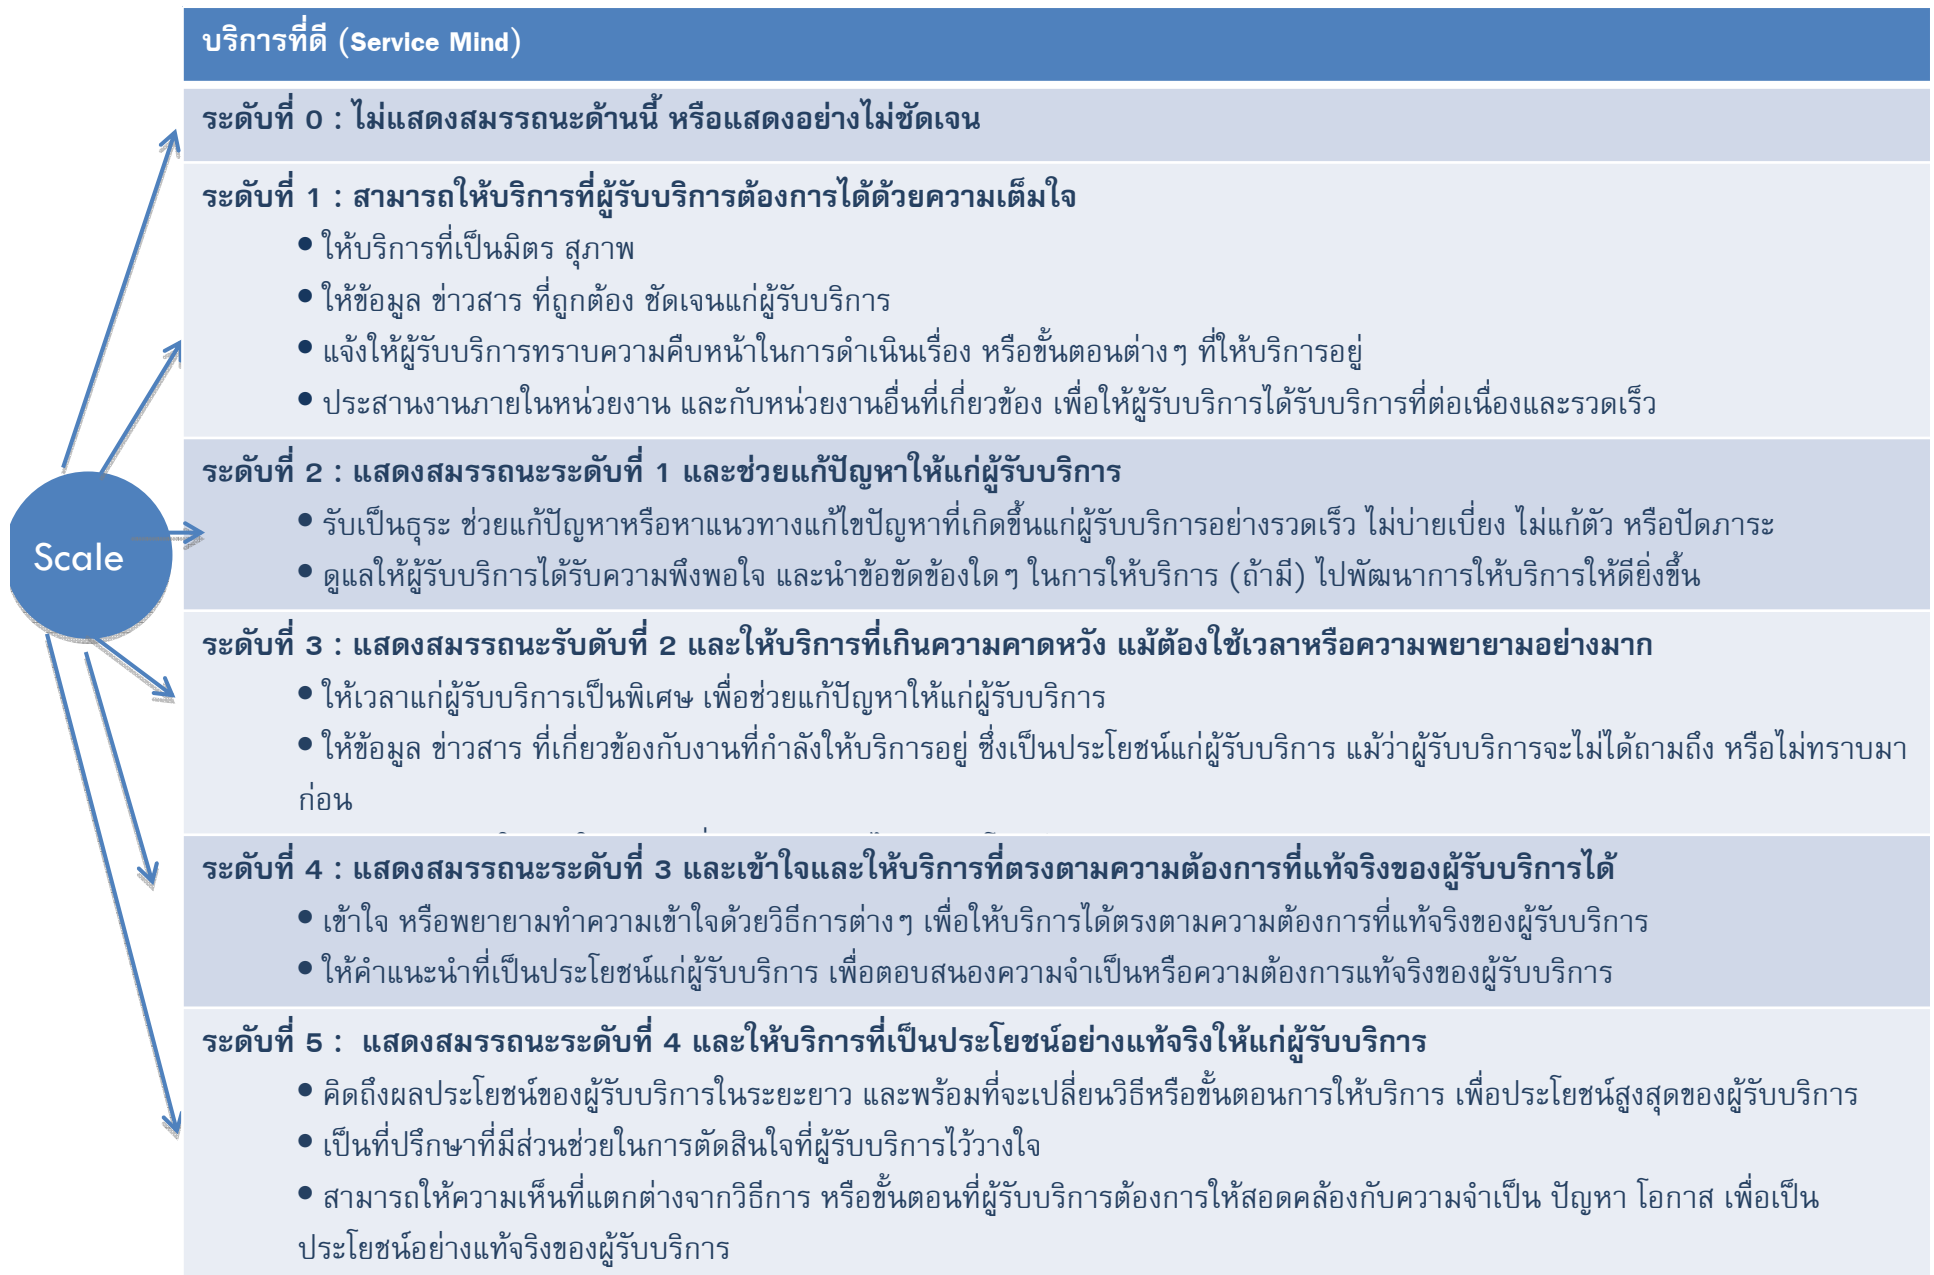 บริการที่ดี (Service Mind)
ระดับที่ 0 : ไม่แสดงสมรรถนะด้านนี้ หรือแสดงอย่างไม่ชัดเจน
ระดับที่ 1 : สามารถให้บริการที่ผู้รับบริการต้องการได้ด้วยความเต็มใจ
• ให้บริการที่เป็นมิตร สุภาพ
• ให้ข้อมูล ข่าวสาร ที่ถูกต้อง ชัดเจนแก่ผู้รับบริการ
• แจ้งให้ผู้รับบริการทราบความคืบหน้าในการดำเนินเรื่อง หรือขั้นตอนต่างๆ ที่ให้บริการอยู่
• ประสานงานภายในหน่วยงาน และกับหน่วยงานอื่นที่เกี่ยวข้อง เพื่อให้ผู้รับบริการได้รับบริการที่ต่อเนื่องและรวดเร็ว
ระดับที่ 2 : แสดงสมรรถนะระดับที่ 1 และช่วยแก้ปัญหาให้แก่ผู้รับบริการ
• รับเป็นธุระ ช่วยแก้ปัญหาหรือหาแนวทางแก้ไขปัญหาที่เกิดขึ้นแก่ผู้รับบริการอย่างรวดเร็ว ไม่บ่ายเบี่ยง ไม่แก้ตัว หรือปัดภาระ
Scale
• ดูแลให้ผู้รับบริการได้รับความพึงพอใจ และนำข้อขัดข้องใดๆ ในการให้บริการ (ถ้ามี) ไปพัฒนาการให้บริการให้ดียิ่งขึ้น
ระดับที่ 3 : แสดงสมรรถนะรับดับที่ 2 และให้บริการที่เกินความคาดหวัง แม้ต้องใช้เวลาหรือความพยายามอย่างมาก
• ให้เวลาแก่ผู้รับบริการเป็นพิเศษ เพื่อช่วยแก้ปัญหาให้แก่ผู้รับบริการ
• ให้ข้อมูล ข่าวสาร ที่เกี่ยวข้องกับงานที่กำลังให้บริการอยู่ ซึ่งเป็นประโยชน์แก่ผู้รับบริการ แม้ว่าผู้รับบริการจะไม่ได้ถามถึง หรือไม่ทราบมา
ก่อน
ระดับที่ 4 : แสดงสมรรถนะระดับที่ 3 และเข้าใจและให้บริการที่ตรงตามความต้องการที่แท้จริงของผู้รับบริการได้
• เข้าใจ หรือพยายามทำความเข้าใจด้วยวิธีการต่างๆ เพื่อให้บริการได้ตรงตามความต้องการที่แท้จริงของผู้รับบริการ
• ให้คำแนะนำที่เป็นประโยชน์แก่ผู้รับบริการ เพื่อตอบสนองความจำเป็นหรือความต้องการแท้จริงของผู้รับบริการ
ระดับที่ 5 : แสดงสมรรถนะระดับที่ 4 และให้บริการที่เป็นประโยชน์อย่างแท้จริงให้แก่ผู้รับบริการ
• คิดถึงผลประโยชน์ของผู้รับบริการในระยะยาว และพร้อมที่จะเปลี่ยนวิธีหรือขั้นตอนการให้บริการ เพื่อประโยชน์สูงสุดของผู้รับบริการ
• เป็นที่ปรึกษาที่มีส่วนช่วยในการตัดสินใจที่ผู้รับบริการไว้วางใจ
• สามารถให้ความเห็นที่แตกต่างจากวิธีการ หรือขั้นตอนที่ผู้รับบริการต้องการให้สอดคล้องกับความจำเป็น ปัญหา โอกาส เพื่อเป็น
ประโยชน์อย่างแท้จริงของผู้รับบริการ